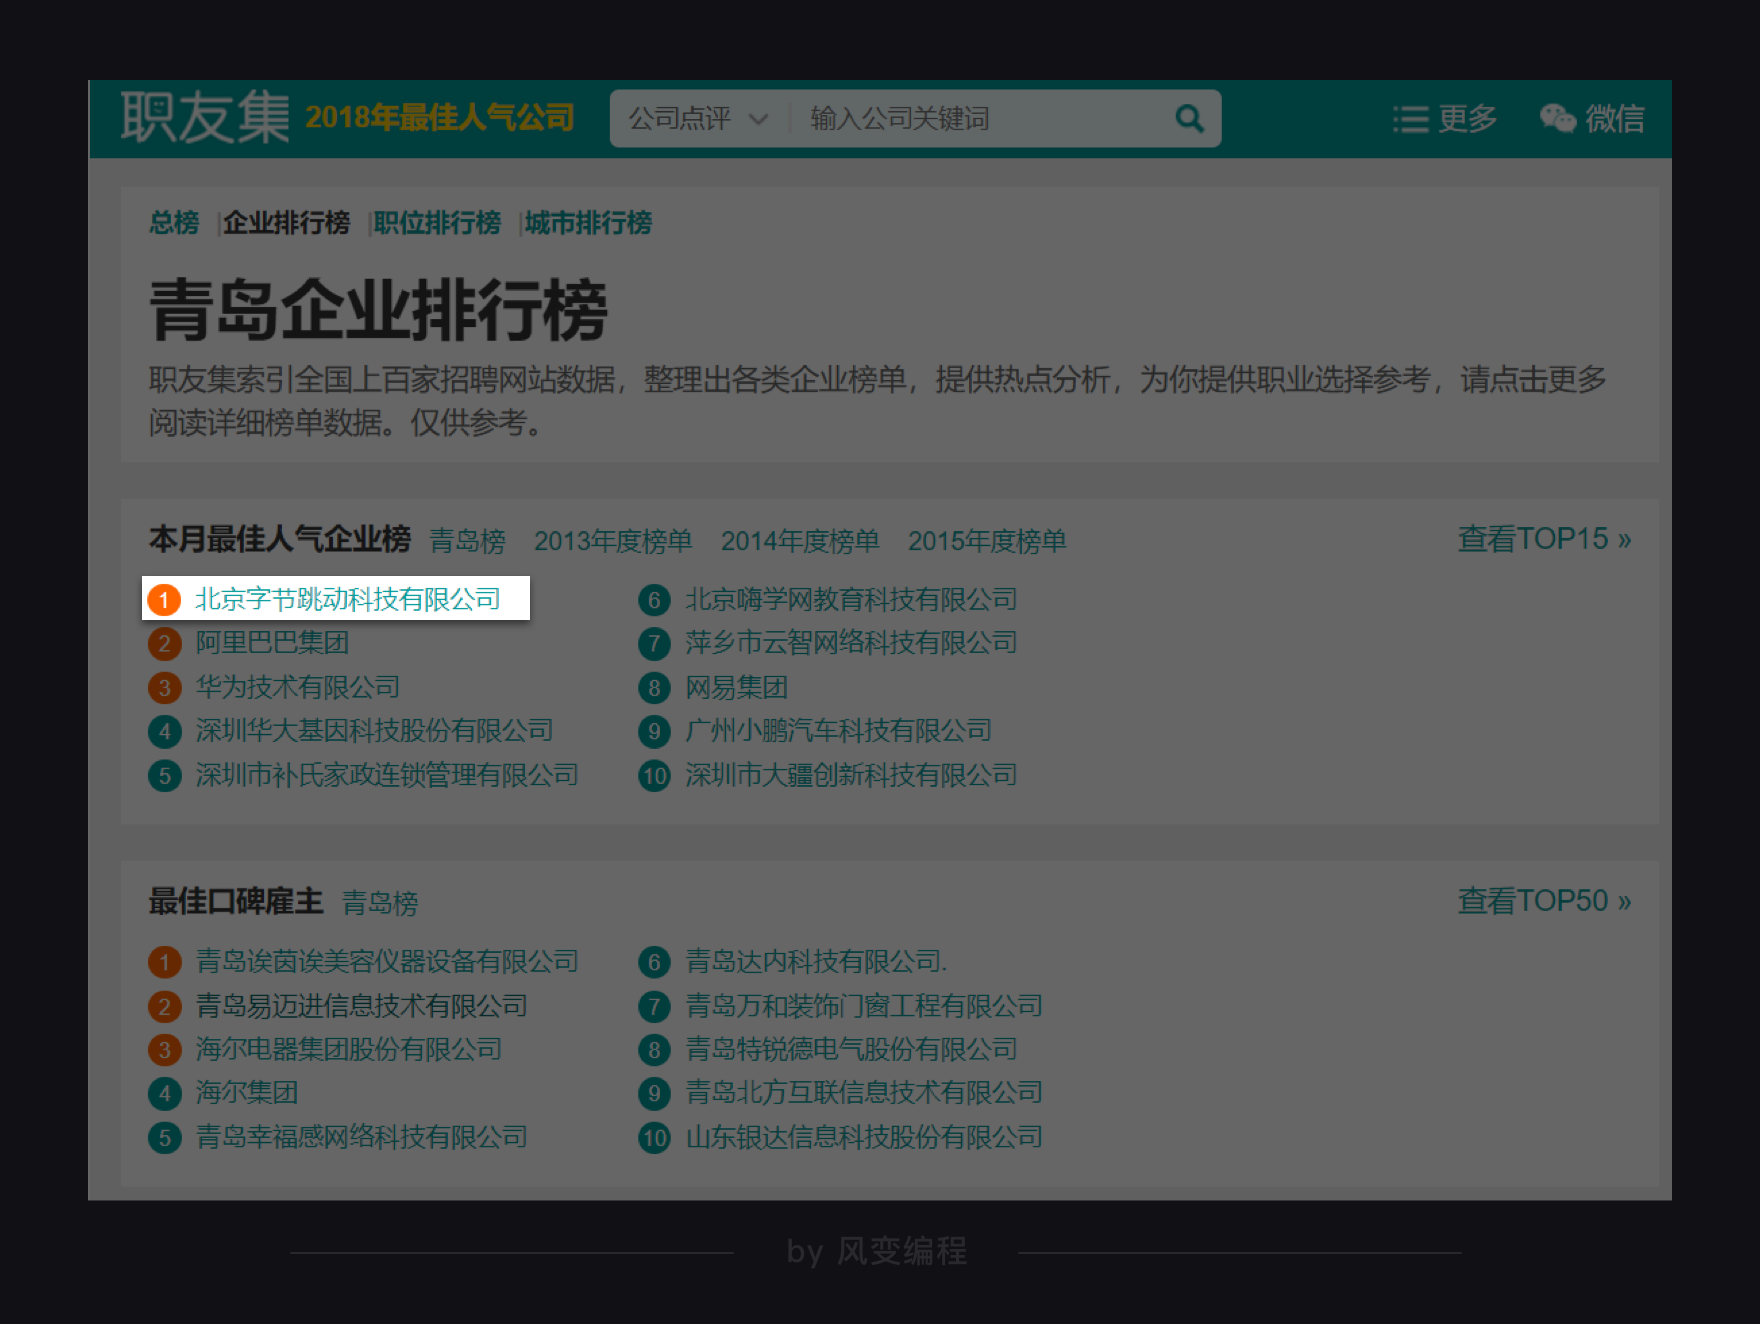 职友集 2018年最佳人气公司 公司点评 输入公司关键词 更多 微信
总榜 |企业排行榜 |职位排行榜 |城市排行榜
青岛企业排行榜
职友集索引全国上百家招聘网站数据，整理出各类企业榜单，提供热点分析，为你提供职业选择参考，请点击更多
阅读详细榜单数据。仅供参考。
本月最佳人气企业榜 青岛榜 2013年度榜单 2014年度榜单 2015年度榜单 查看TOP15 »
1 北京字节跳动科技有限公司
2 阿里巴巴集团
3 华为技术有限公司
4 深圳华大基因科技股份有限公司
5 深圳市补氏家政连锁管理有限公司
6 北京嗨学网教育科技有限公司
7 萍乡市云智网络科技有限公司
8 网易集团
9 广州小鹏汽车科技有限公司
10 深圳市大疆创新科技有限公司
最佳口碑雇主 青岛榜 查看TOP50 »
1 青岛诶茵诶美容仪器设备有限公司
2 青岛易迈进信息技术有限公司
3 海尔电器集团股份有限公司
4 海尔集团
5 青岛幸福感网络科技有限公司
6 青岛达内科技有限公司.
7 青岛万和装饰门窗工程有限公司
8 青岛特锐德电气股份有限公司
9 青岛北方互联信息技术有限公司
10 山东银达信息科技股份有限公司
by 风变编程